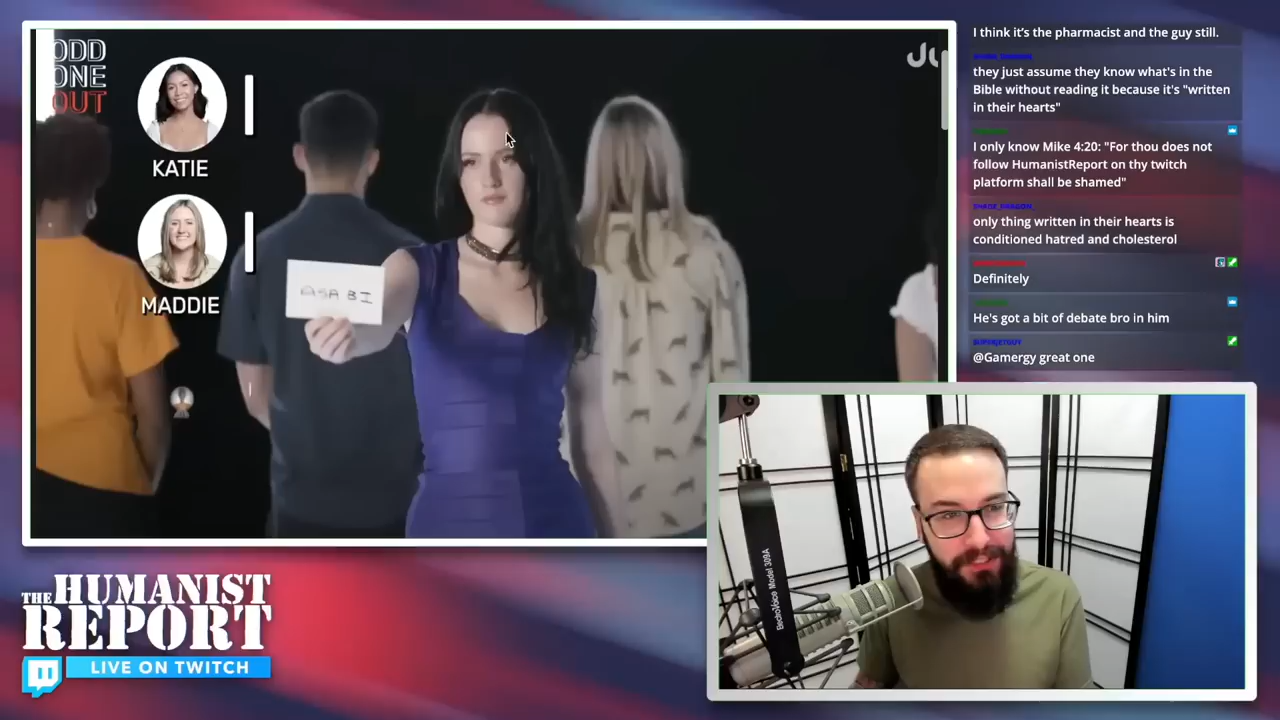 ODD
ONE
OUT
KATIE
MADDIE
ASABI
JU
I think it’s the pharmacist and the guy still.
they just assume they know what's in the
Bible without reading it because it's "written
in their hearts"
I only know Mike 4:20: "For thou does not
follow HumanistReport on thy twitch
platform shall be shamed"
only thing written in their hearts is
conditioned hatred and cholesterol
Definitely
He's got a bit of debate bro in him
@Gamergy great one
ElectroVoice Model 309A
THE HUMANIST
REPORT
LIVE ON TWITCH